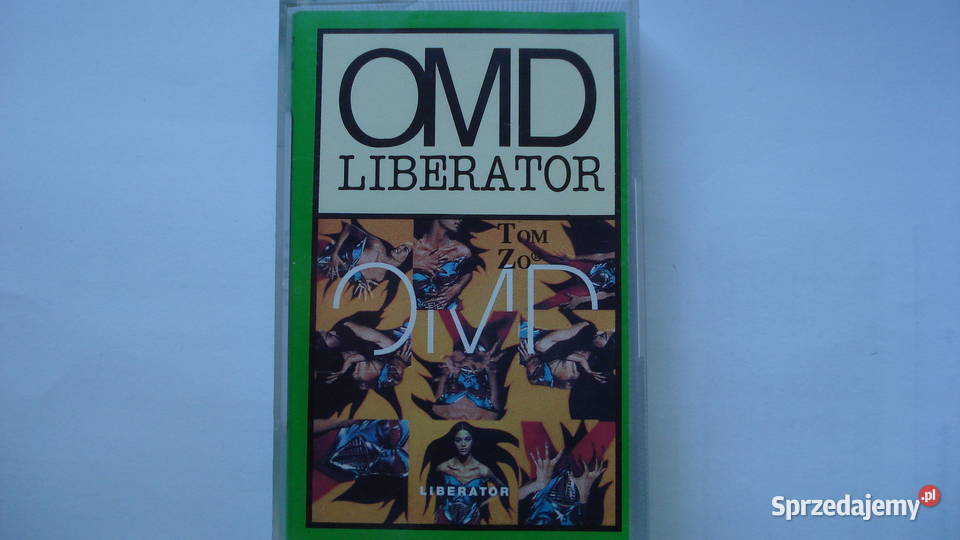 OMD
LIBERATOR
TOM
ZO®
OMD
LIBERATOR
Sprzedajemy.pl